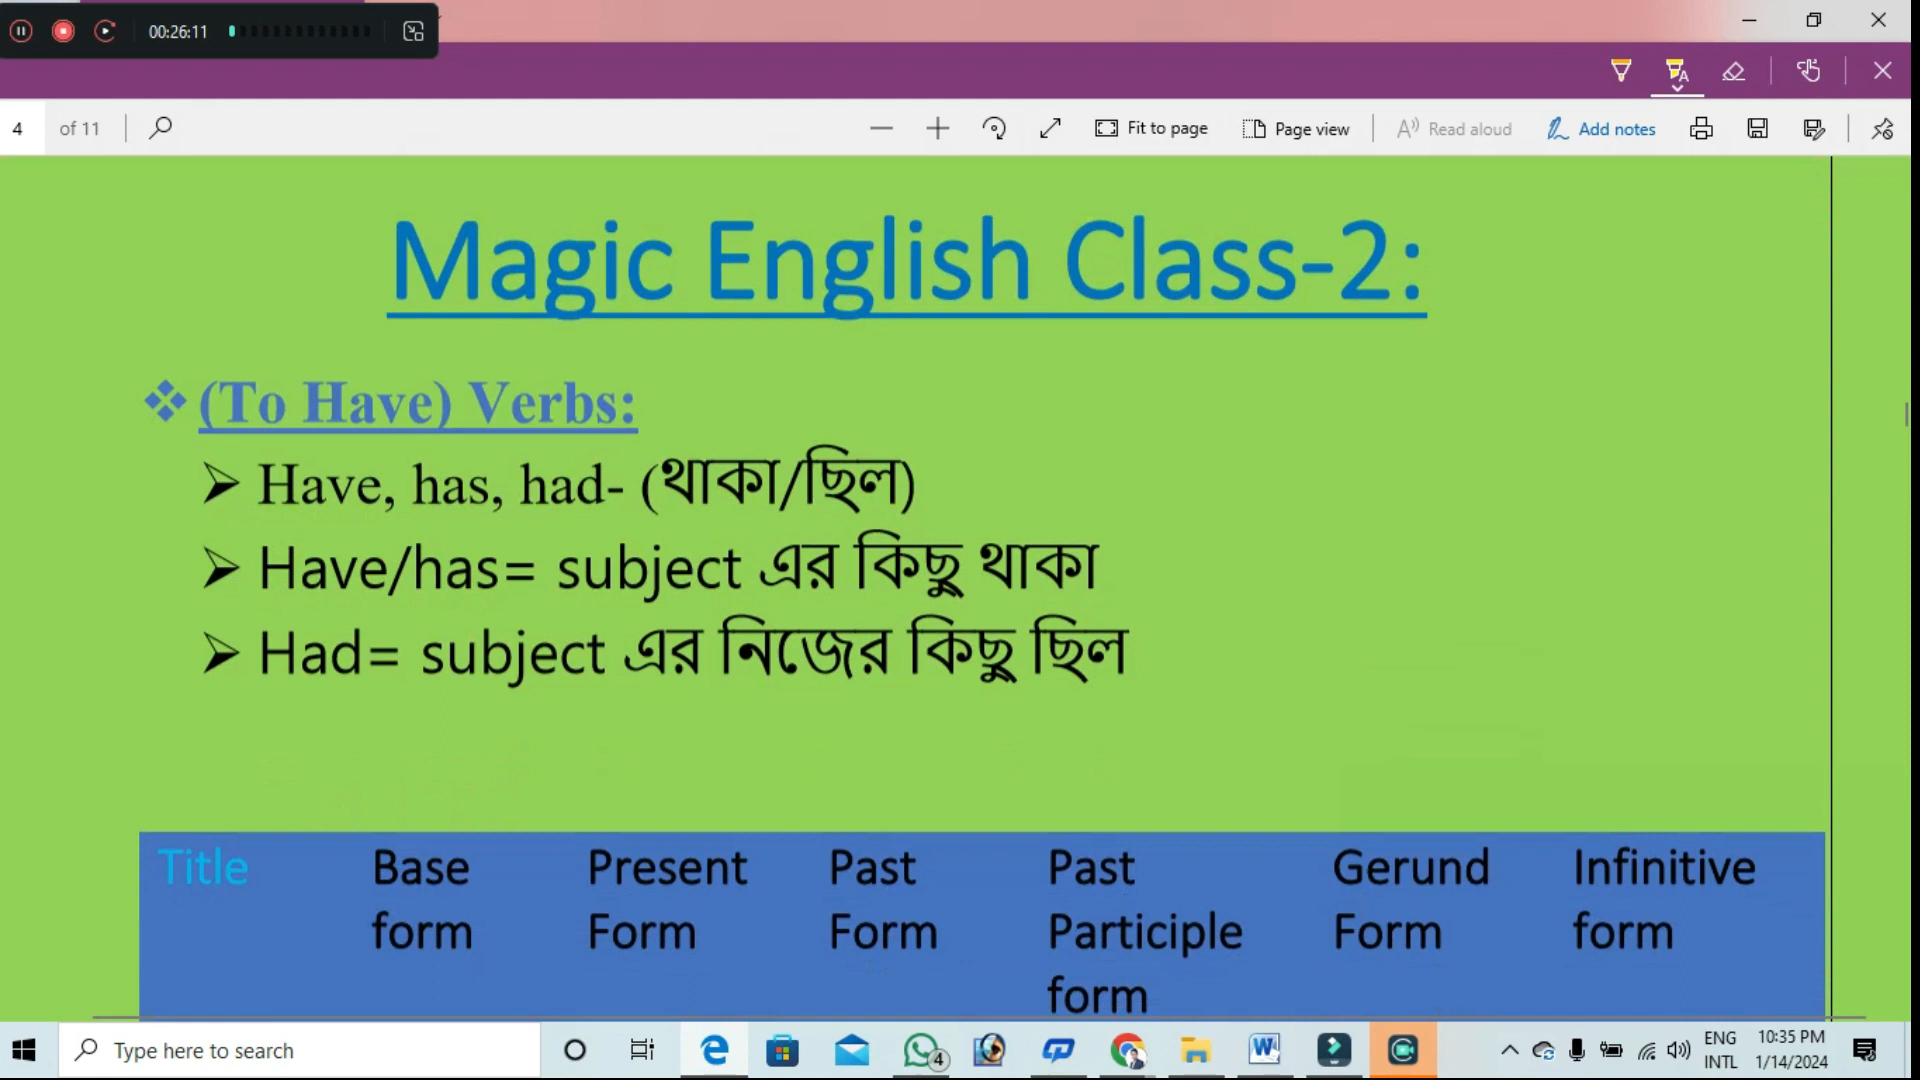 00:26:11
4 of 11
Fit to page
Page view
Read aloud
Add notes
Magic English Class-2:
(To Have) Verbs:
Have, has, had- (থাকা/ছিল)
Have/has= subject এর কিছু থাকা
Had= subject এর নিজের কিছু ছিল
Title Base form Present Form Past Form Past Participle form Gerund Form Infinitive form
Type here to search
4
ENG
INTL
10:35 PM
1/14/2024